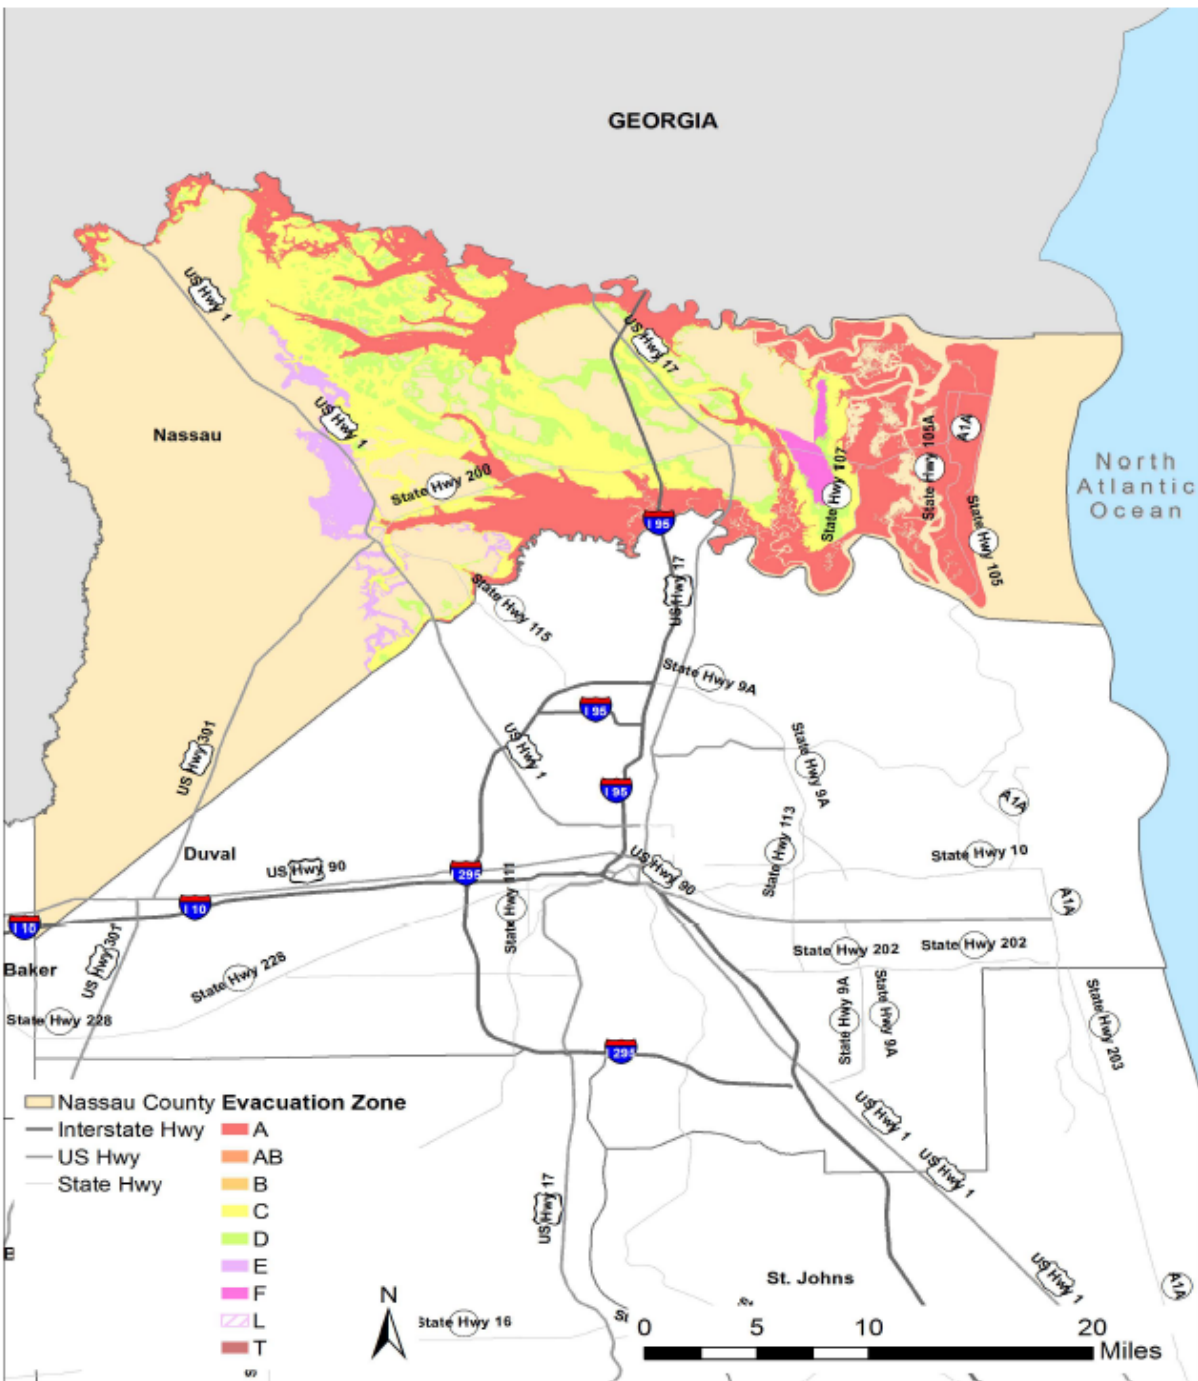 GEORGIA
US Hwy 1
US Hwy 17
A1A
State Hwy 105A
US Hwy 1
Nassau
State Hwy 107
North
Atlantic
Ocean
State Hwy 200
I 95
State Hwy 105
US Hwy 17
State Hwy 115
State Hwy 9A
I 95
US Hwy 1
US Hwy 301
State Hwy 9A
I 95
A1A
State Hwy 113
Duval
US Hwy 90
I 295
State Hwy 111
US Hwy 90
State Hwy 10
I 10
A1A
I 10
US Hwy 301
State Hwy 202
State Hwy 202
Baker
State Hwy 228
State Hwy 9A
State Hwy 9A
State Hwy 203
State Hwy 228
I 295
Nassau County
Interstate Hwy
US Hwy
State Hwy
Evacuation Zone
A
AB
B
C
D
E
F
L
T
US Hwy 1
US Hwy 1
US Hwy 17
US Hwy 1
St. Johns
A1A
N
State Hwy 16
0 5 10 20
Miles